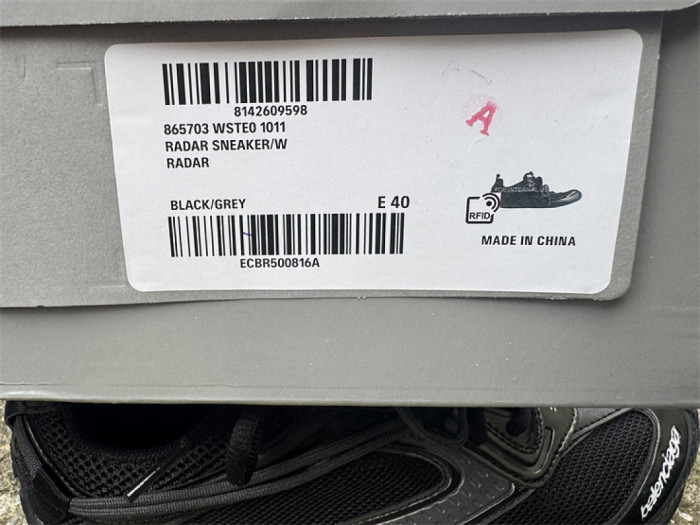 8142609598
865703 WSTE0 1011
RADAR SNEAKER/W
RADAR
A
BLACK/GREY E 40
RFID
ECBR500816A
MADE IN CHINA
balenciaga